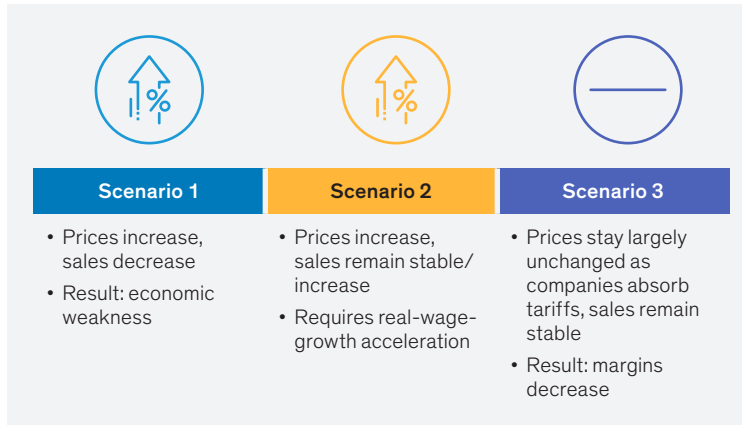 %
%
Scenario 1
Scenario 2
Scenario 3
• Prices increase,
sales decrease
• Result: economic
weakness
• Prices increase,
sales remain stable/
increase
• Requires real-wage-
growth acceleration
• Prices stay largely
unchanged as
companies absorb
tariffs, sales remain
stable
• Result: margins
decrease